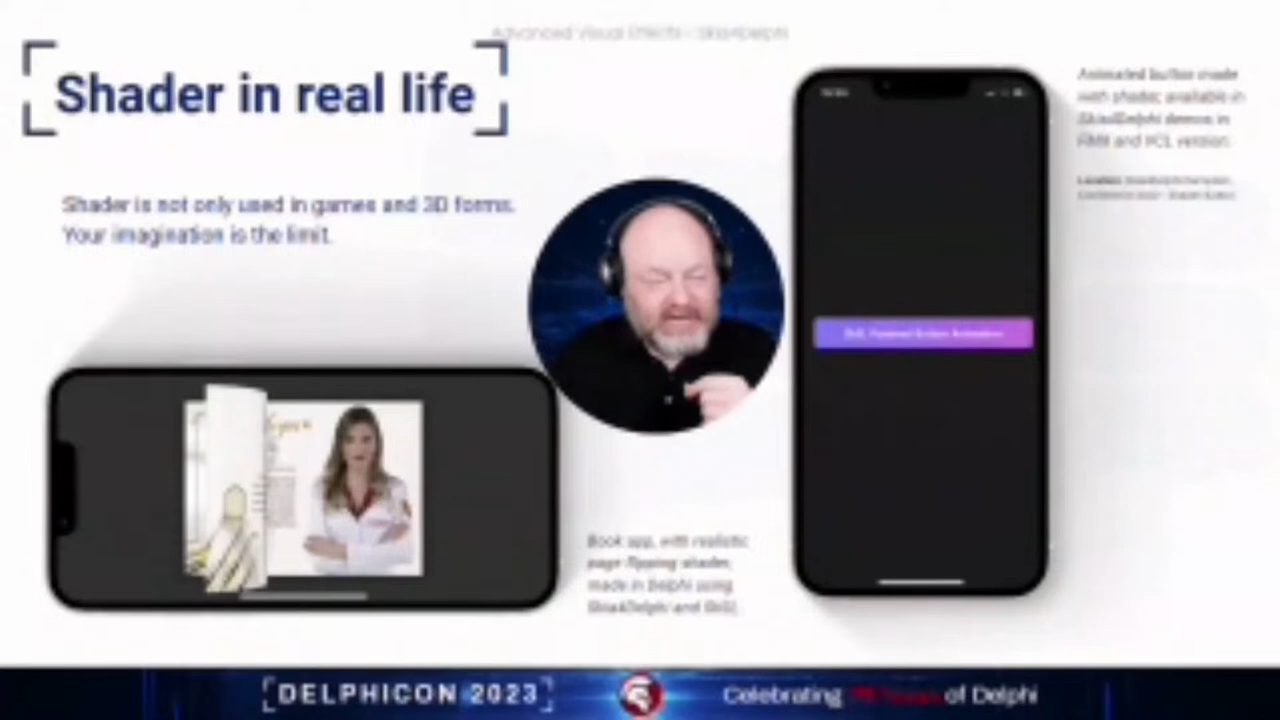 Advanced Visual Effects - Skia4Delphi
Shader in real life
Shader is not only used in games and 3D forms.
Your imagination is the limit.
Animated button made
with shader, available in
Skia4Delphi demos in
FMX and VCL version.
Book app, with realistic
page flipping shader,
made in Delphi using
Skia4Delphi and SkSL.
DELPHICON 2023
Celebrating of Delphi